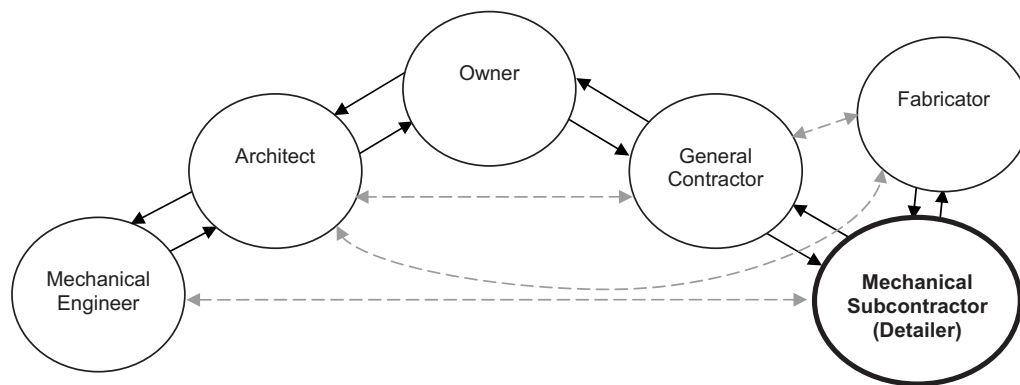 Owner
Fabricator
Architect
General
Contractor
Mechanical
Engineer
Mechanical
Subcontractor
(Detailer)